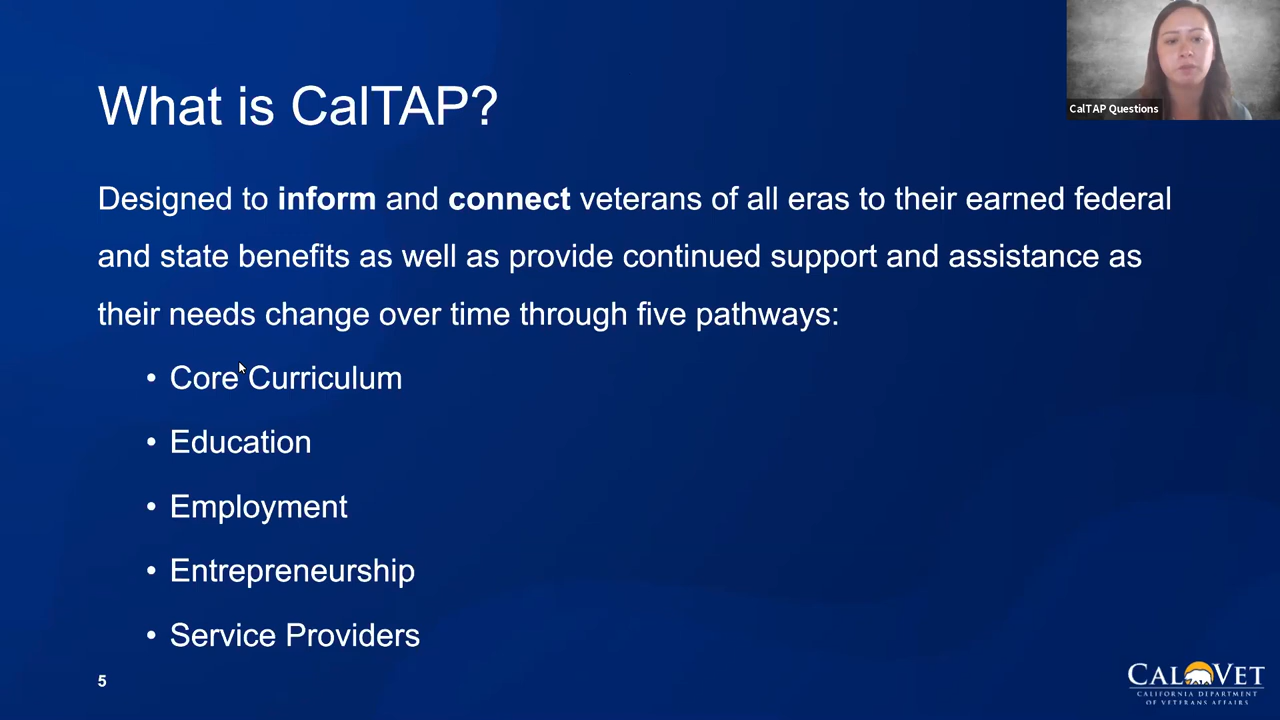 What is CalTAP?
CalTAP Questions
Designed to inform and connect veterans of all eras to their earned federal
and state benefits as well as provide continued support and assistance as
their needs change over time through five pathways:
• Core Curriculum
• Education
• Employment
• Entrepreneurship
• Service Providers
5
CALVET
CALIFORNIA DEPARTMENT
OF VETERANS AFFAIRS